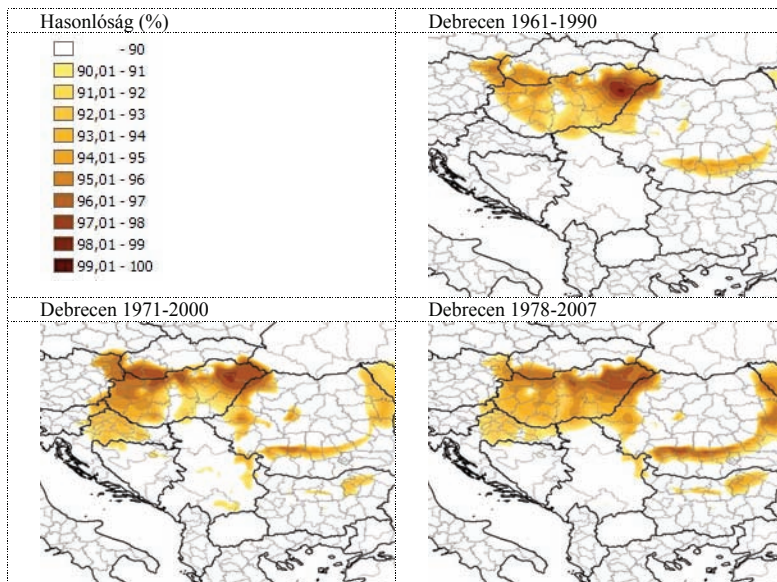 Hasonlóság (%)
- 90
90,01 - 91
91,01 - 92
92,01 - 93
93,01 - 94
94,01 - 95
95,01 - 96
96,01 - 97
97,01 - 98
98,01 - 99
99,01 - 100
Debrecen 1961-1990
Debrecen 1971-2000
Debrecen 1978-2007